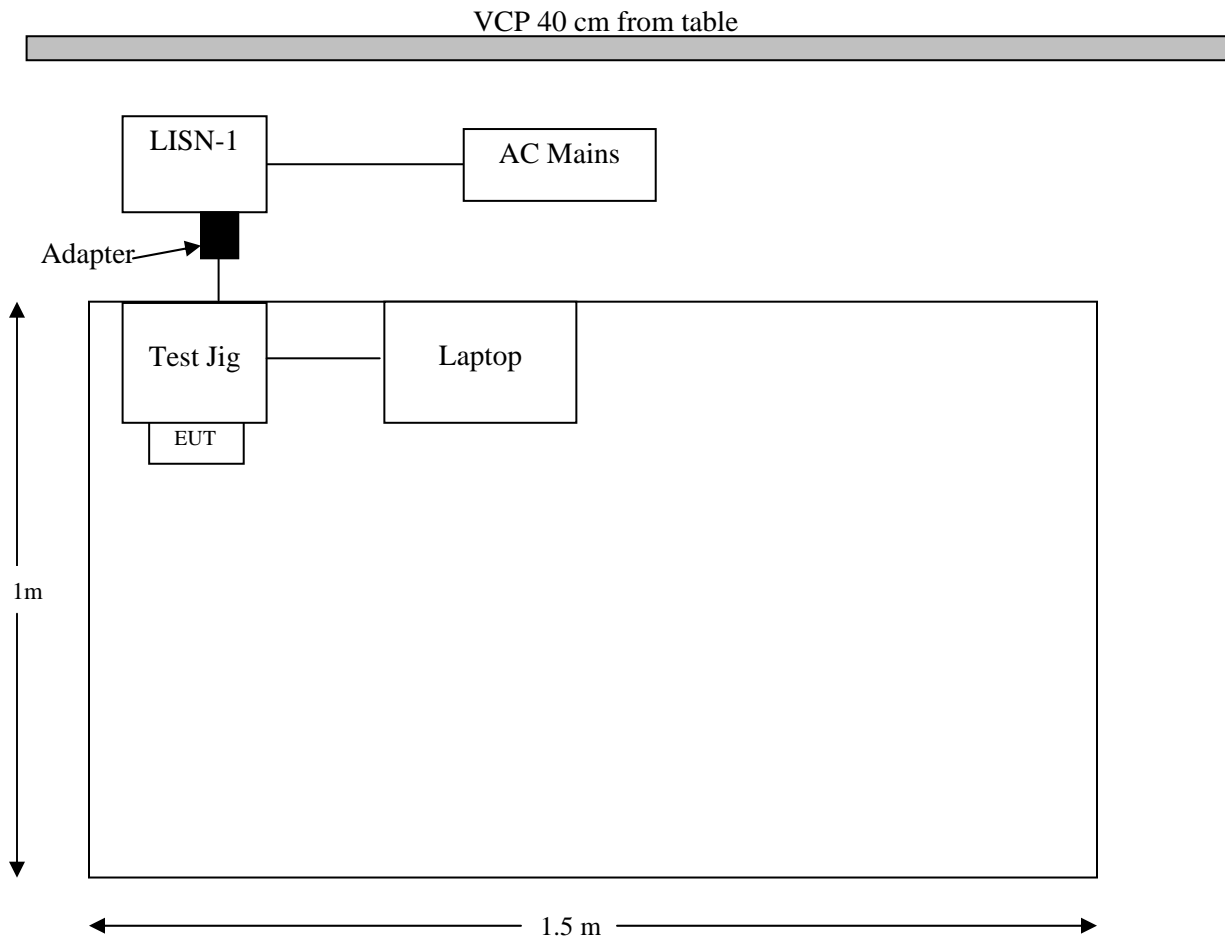 VCP 40 cm from table
LISN-1
AC Mains
Adapter
Test Jig
Laptop
EUT
1m
1.5 m